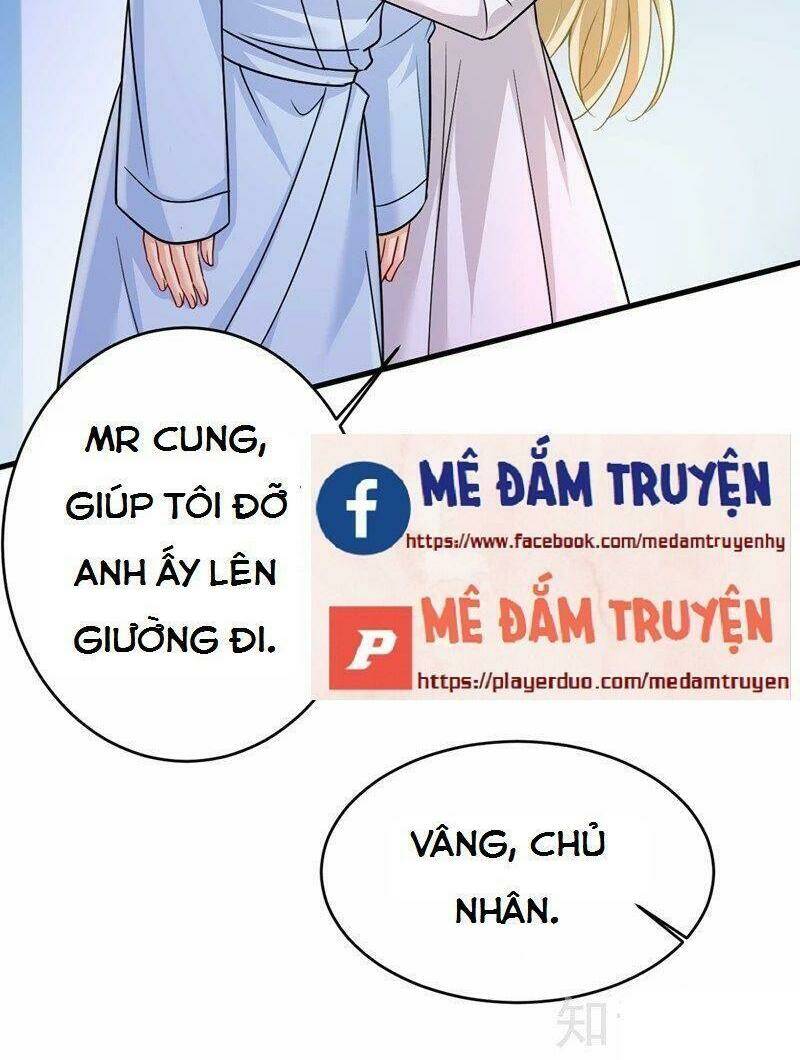 MR CUNG,
GIÚP TÔI ĐỠ
ANH ẤY LÊN
GIƯỜNG ĐI.
MÊ ĐẮM TRUYỆN
https://www.facebook.com/medamtruyenhy
MÊ ĐẮM TRUYỆN
https://playerduo.com/medamtruyen
VÂNG, CHỦ
NHÂN.
知